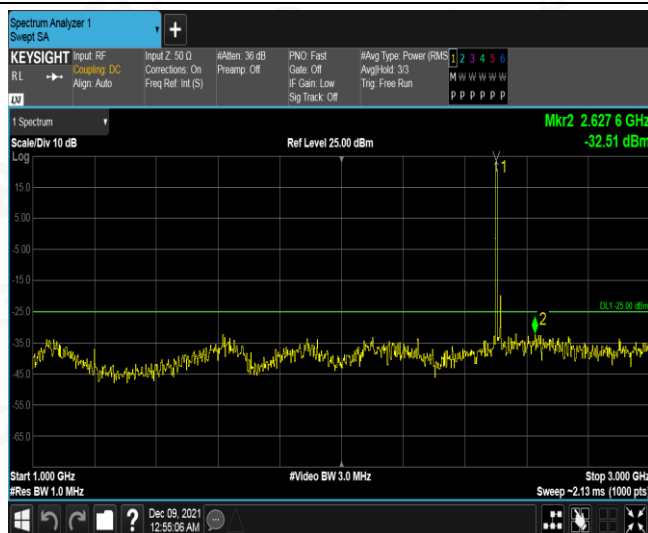 Spectrum Analyzer 1
Swept SA
+
KEYSIGHT
RL
Input: RF
Coupling: DC
Align: Auto
Input Z: 50 Ω
Corrections: On
Freq Ref: Int (S)
#Atten: 36 dB
Preamp: Off
PNO: Fast
Gate: Off
IF Gain: Low
Sig Track: Off
#Avg Type: Power (RMS
Avg|Hold: 3/3
Trig: Free Run
1 2 3 4 5 6
M W W W W W
P P P P P P
1 Spectrum
Scale/Div 10 dB
Ref Level 25.00 dBm
Mkr2 2.627 6 GHz
-32.51 dBm
Log
15.0
5.00
-5.00
-15.0
-25.0
-35.0
-45.0
-55.0
-65.0
1
DL1 -25.00 dBm
2
Start 1.000 GHz
#Video BW 3.0 MHz
Stop 3.000 GHz
#Res BW 1.0 MHz
Sweep ~2.13 ms (1000 pts)
?
Dec 09, 2021
12:55:06 AM